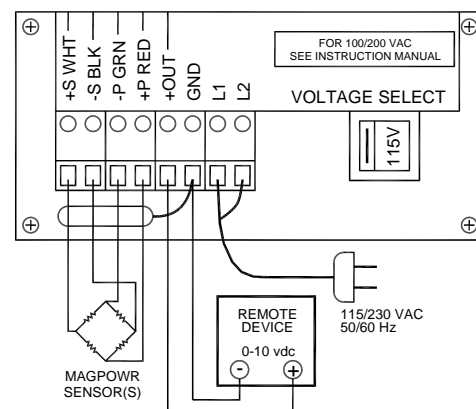 +S WHT
-S BLK
-P GRN
+P RED
+OUT
GND
L1
L2
FOR 100/200 VAC
SEE INSTRUCTION MANUAL
VOLTAGE SELECT
115V
115/230 VAC
50/60 Hz
REMOTE
DEVICE
0-10 vdc
- +
MAGPOWR
SENSOR(S)